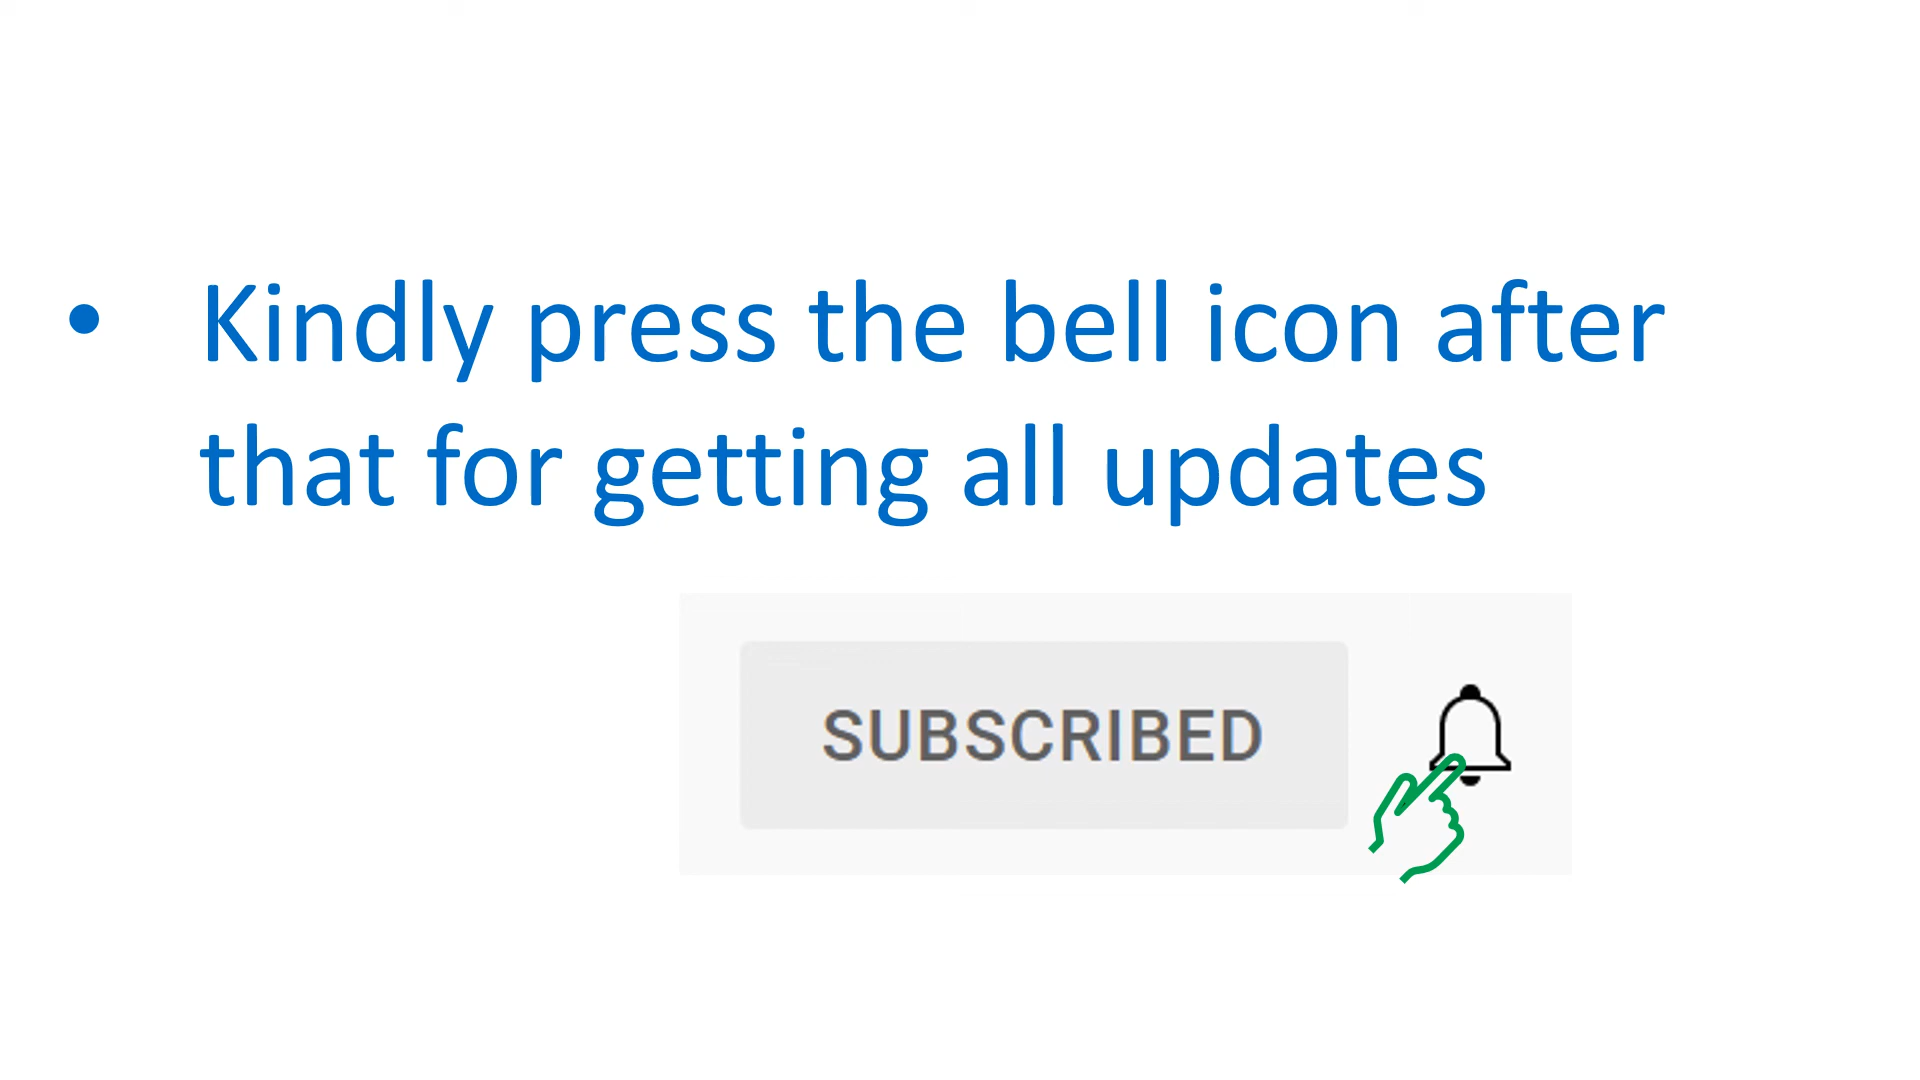 • Kindly press the bell icon after
that for getting all updates
SUBSCRIBED